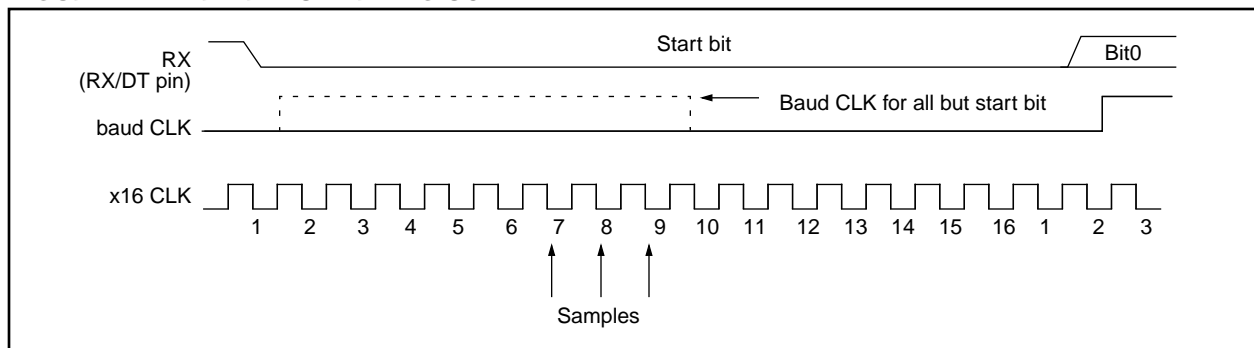 Start bit
RX
(RX/DT pin)
Bit0
Baud CLK for all but start bit
baud CLK
x16 CLK
1 2 3 4 5 6 7 8 9 10 11 12 13 14 15 16 1 2 3
Samples